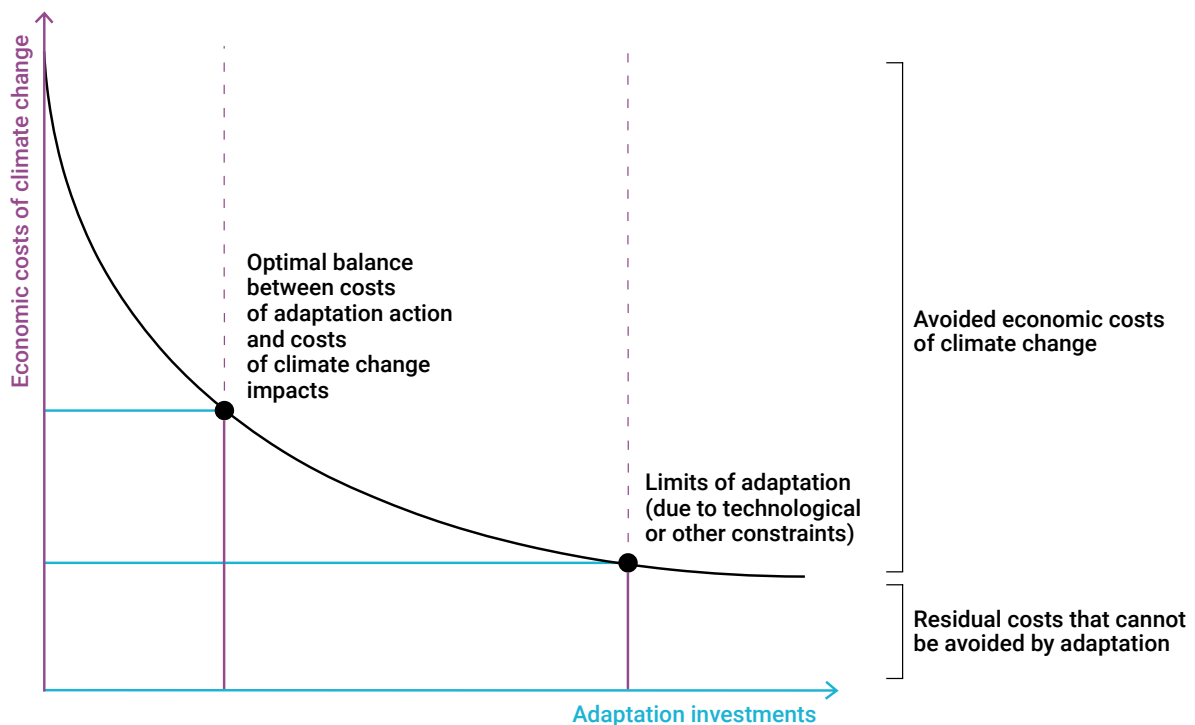 Economic costs of climate change
Optimal balance
between costs
of adaptation action
and costs
of climate change
impacts
Limits of adaptation
(due to technological
or other constraints)
Avoided economic costs
of climate change
Residual costs that cannot
be avoided by adaptation
Adaptation investments